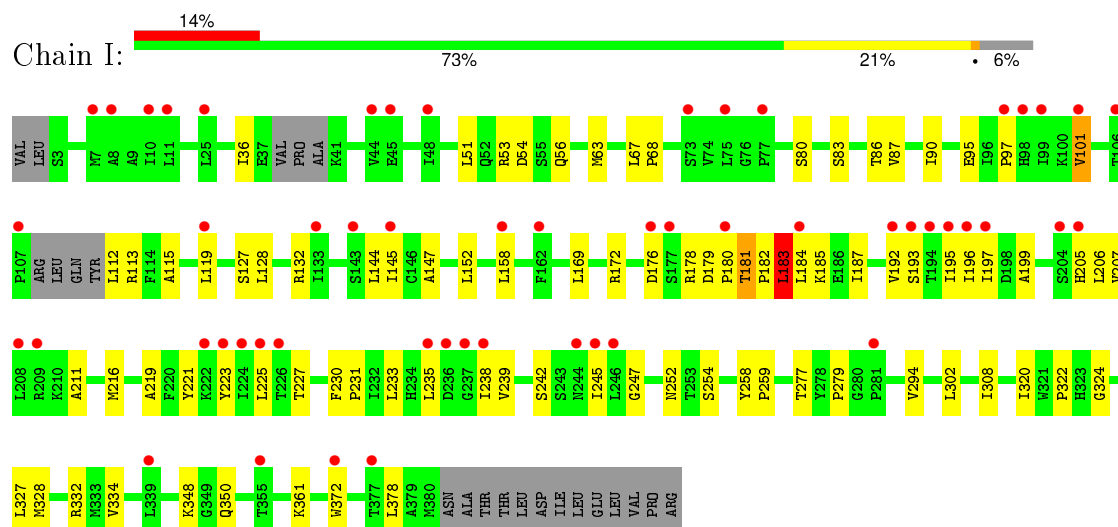 14%
Chain I:
73% 21% • 6%
VAL LEU S3 M7 A8 A9 I10 L11 L25 I36 E37 VAL PRO ALA K41 V44 E45 I48 L51 Q52 R53 D54 S55 Q56 M63 L67 P68 S73 V74 L75 G76 P77 S80 S83 T86 V87 I90 E95 I96 P97 H98 I99 K100 V101 T106
P107 ARG LEU GLN TYR L112 R113 F114 A115 L119 S127 L128 R132 I133 S143 L144 I145 C146 A147 L152 L158 F162 L169 R172 D176 S177 R178 D179 P180 T181 P182 L183 L184 K185 E186 I187 V192 S193 T194 I195 I196 I197 D198 A199 S204 H205 L206 V207
L208 R209 K210 A211 M216 A219 F220 Y221 K222 Y223 I224 L225 T226 T227 F230 P231 I232 L233 H234 L235 D236 G237 I238 V239 S242 S243 N244 I245 L246 G247 N252 T253 S254 Y258 P259 T277 Y278 P279 G280 P281 V294 L302 I308 I320 W321 P322 H323 G324
L327 M328 R332 M333 V334 L339 K348 G349 Q350 T355 K361 W372 T377 L378 A379 M380 ASN ALA THR THR LEU ASP ILE LEU GLU LEU VAL PRO ARG